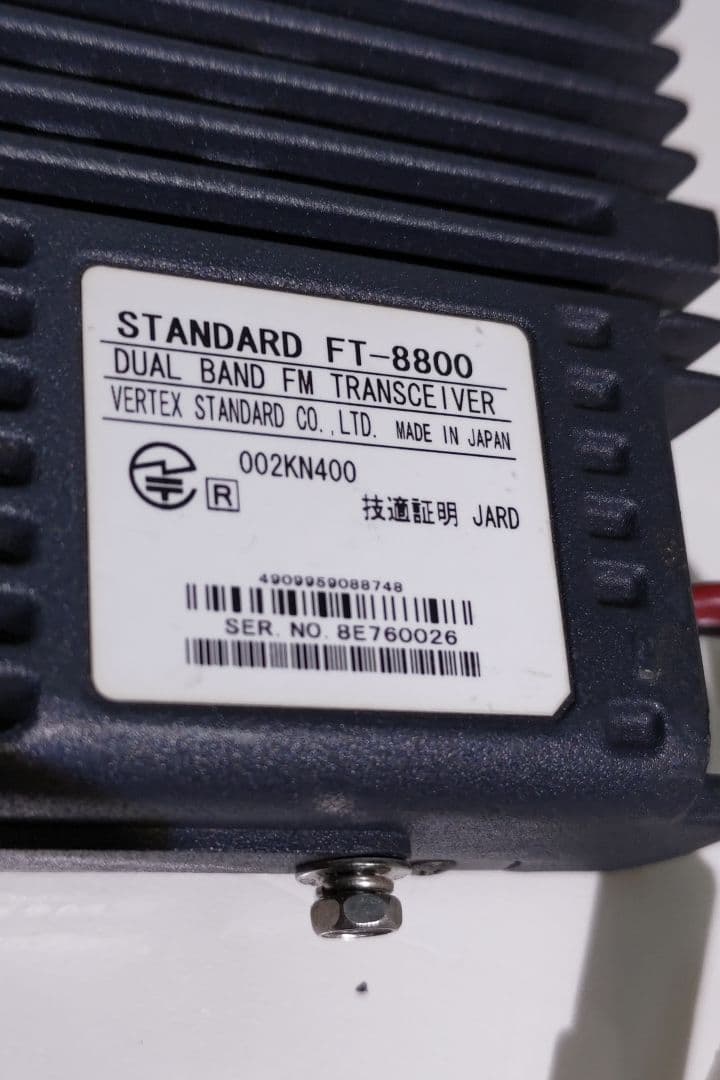 STANDARD FT-8800
DUAL BAND FM TRANSCEIVER
VERTEX STANDARD CO.,LTD. MADE IN JAPAN
R 002KN400
技適証明 JARD
4909959088748
SER. NO. 8E760026